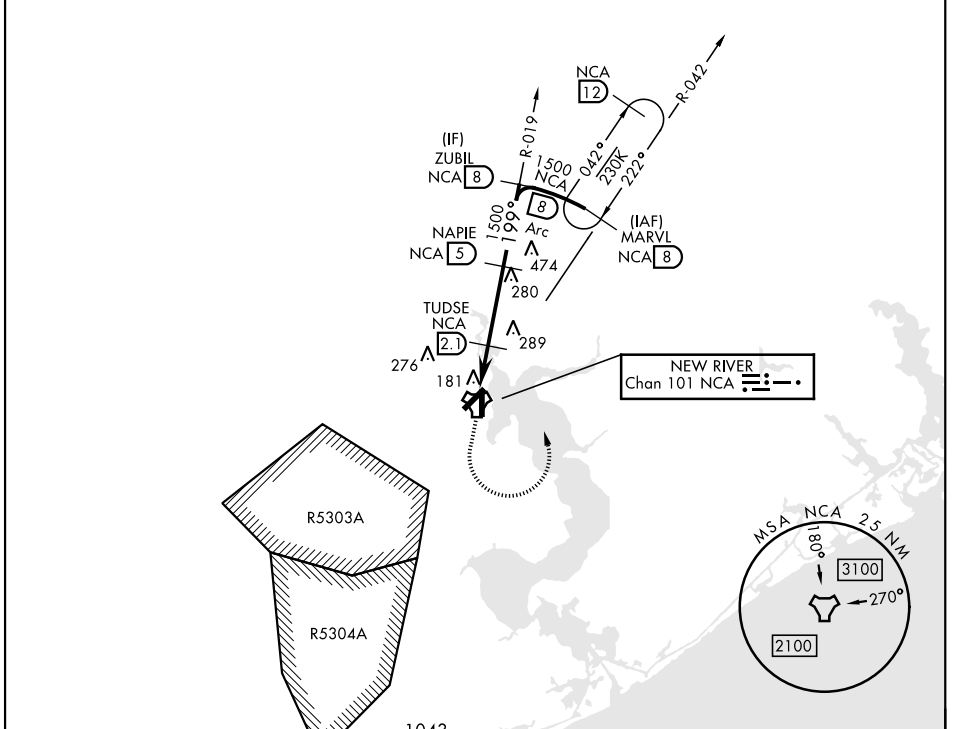 NCA
12
R-042
R-019
042°
230K
222°
(IF)
ZUBIL
NCA 8
1500
NCA
8
Arc
(IAF)
MARVL
NCA 8
1500
199°
NAPIE
NCA 5
474
280
TUDSE
NCA
2.1
289
276
181
NEW RIVER
Chan 101 NCA
R5303A
R5304A
MSA NCA 25 NM
180°
3100
270°
2100